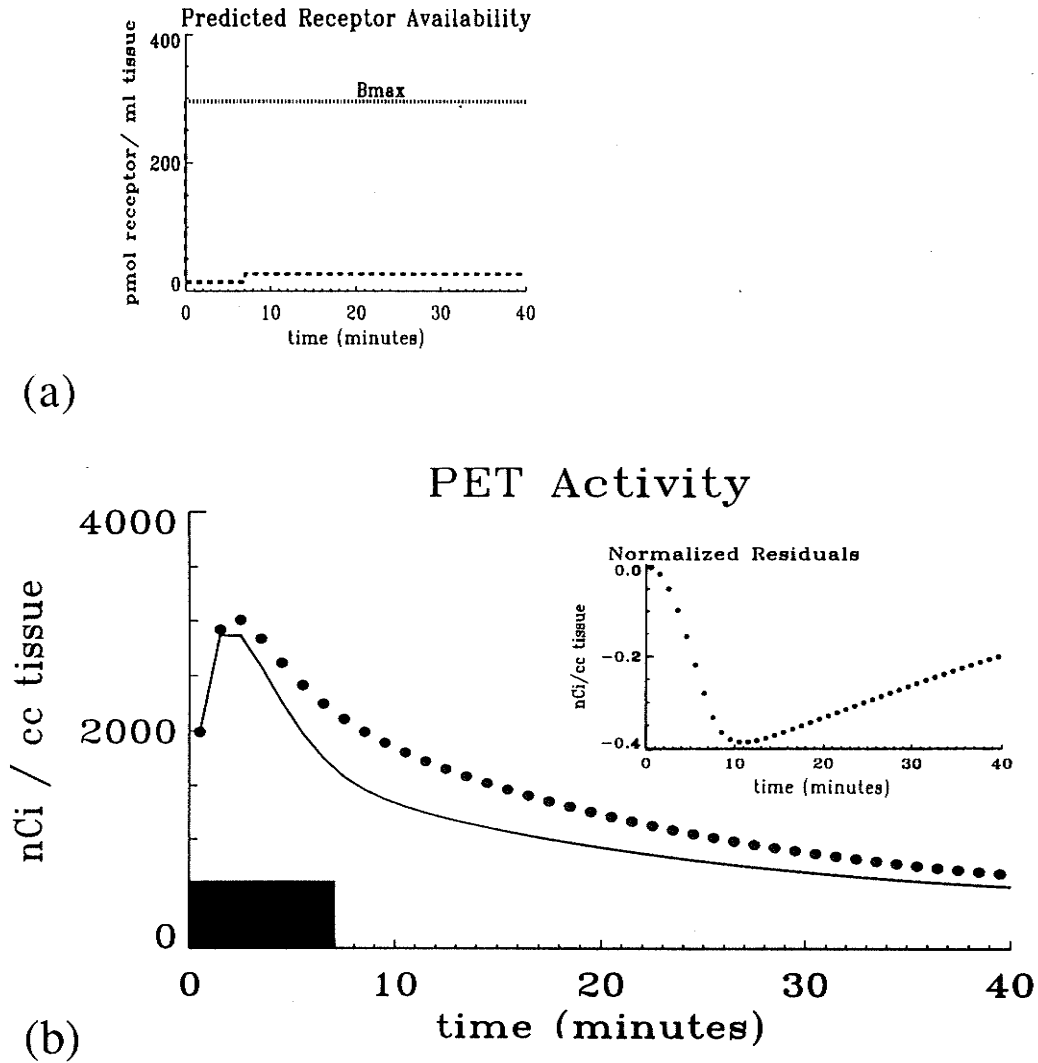 Predicted Receptor Availability
pmol receptor/ ml tissue
400
200
0
Bmax
0 10 20 30 40
time (minutes)
(a)
PET Activity
nCi / cc tissue
4000
2000
0
0 10 20 30 40
time (minutes)
Normalized Residuals
nCi/cc tissue
0.0
-0.2
-0.4
0 10 20 30 40
time (minutes)
(b)